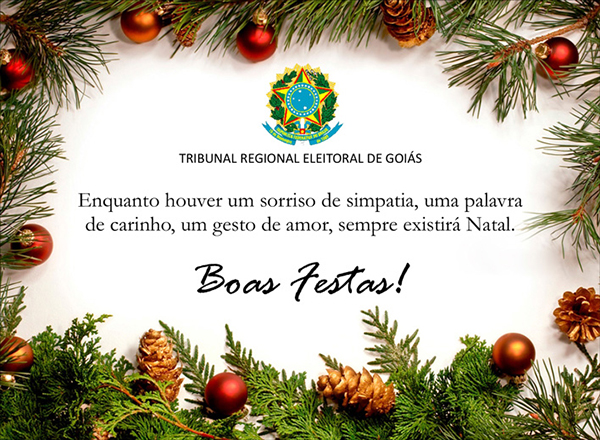 TRIBUNAL REGIONAL ELEITORAL DE GOIÁS
Enquanto houver um sorriso de simpatia, uma palavra
de carinho, um gesto de amor, sempre existirá Natal.
Boas Festas!